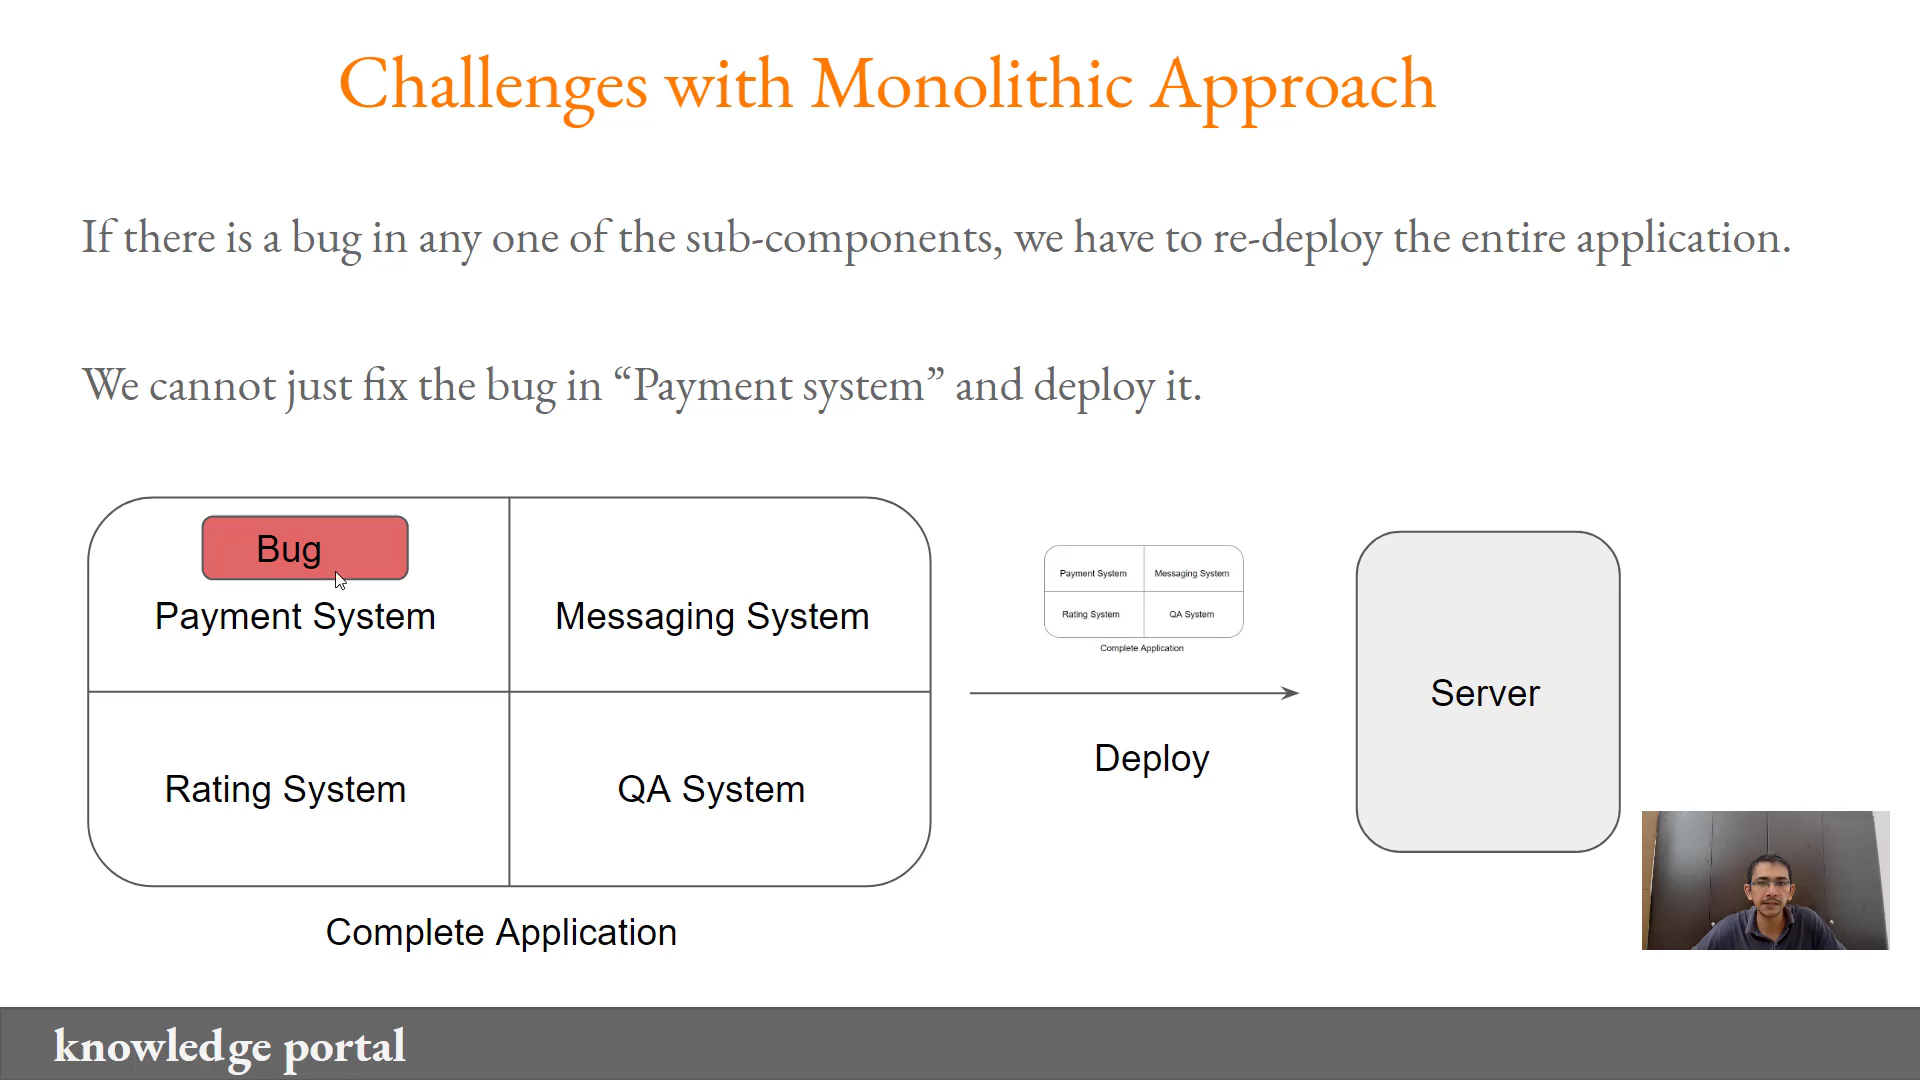 Challenges with Monolithic Approach
If there is a bug in any one of the sub-components, we have to re-deploy the entire application.
We cannot just fix the bug in “Payment system” and deploy it.
Bug
Payment System
Messaging System
Rating System
QA System
Complete Application
Payment System
Messaging System
Rating System
QA System
Complete Application
Deploy
Server
knowledge portal